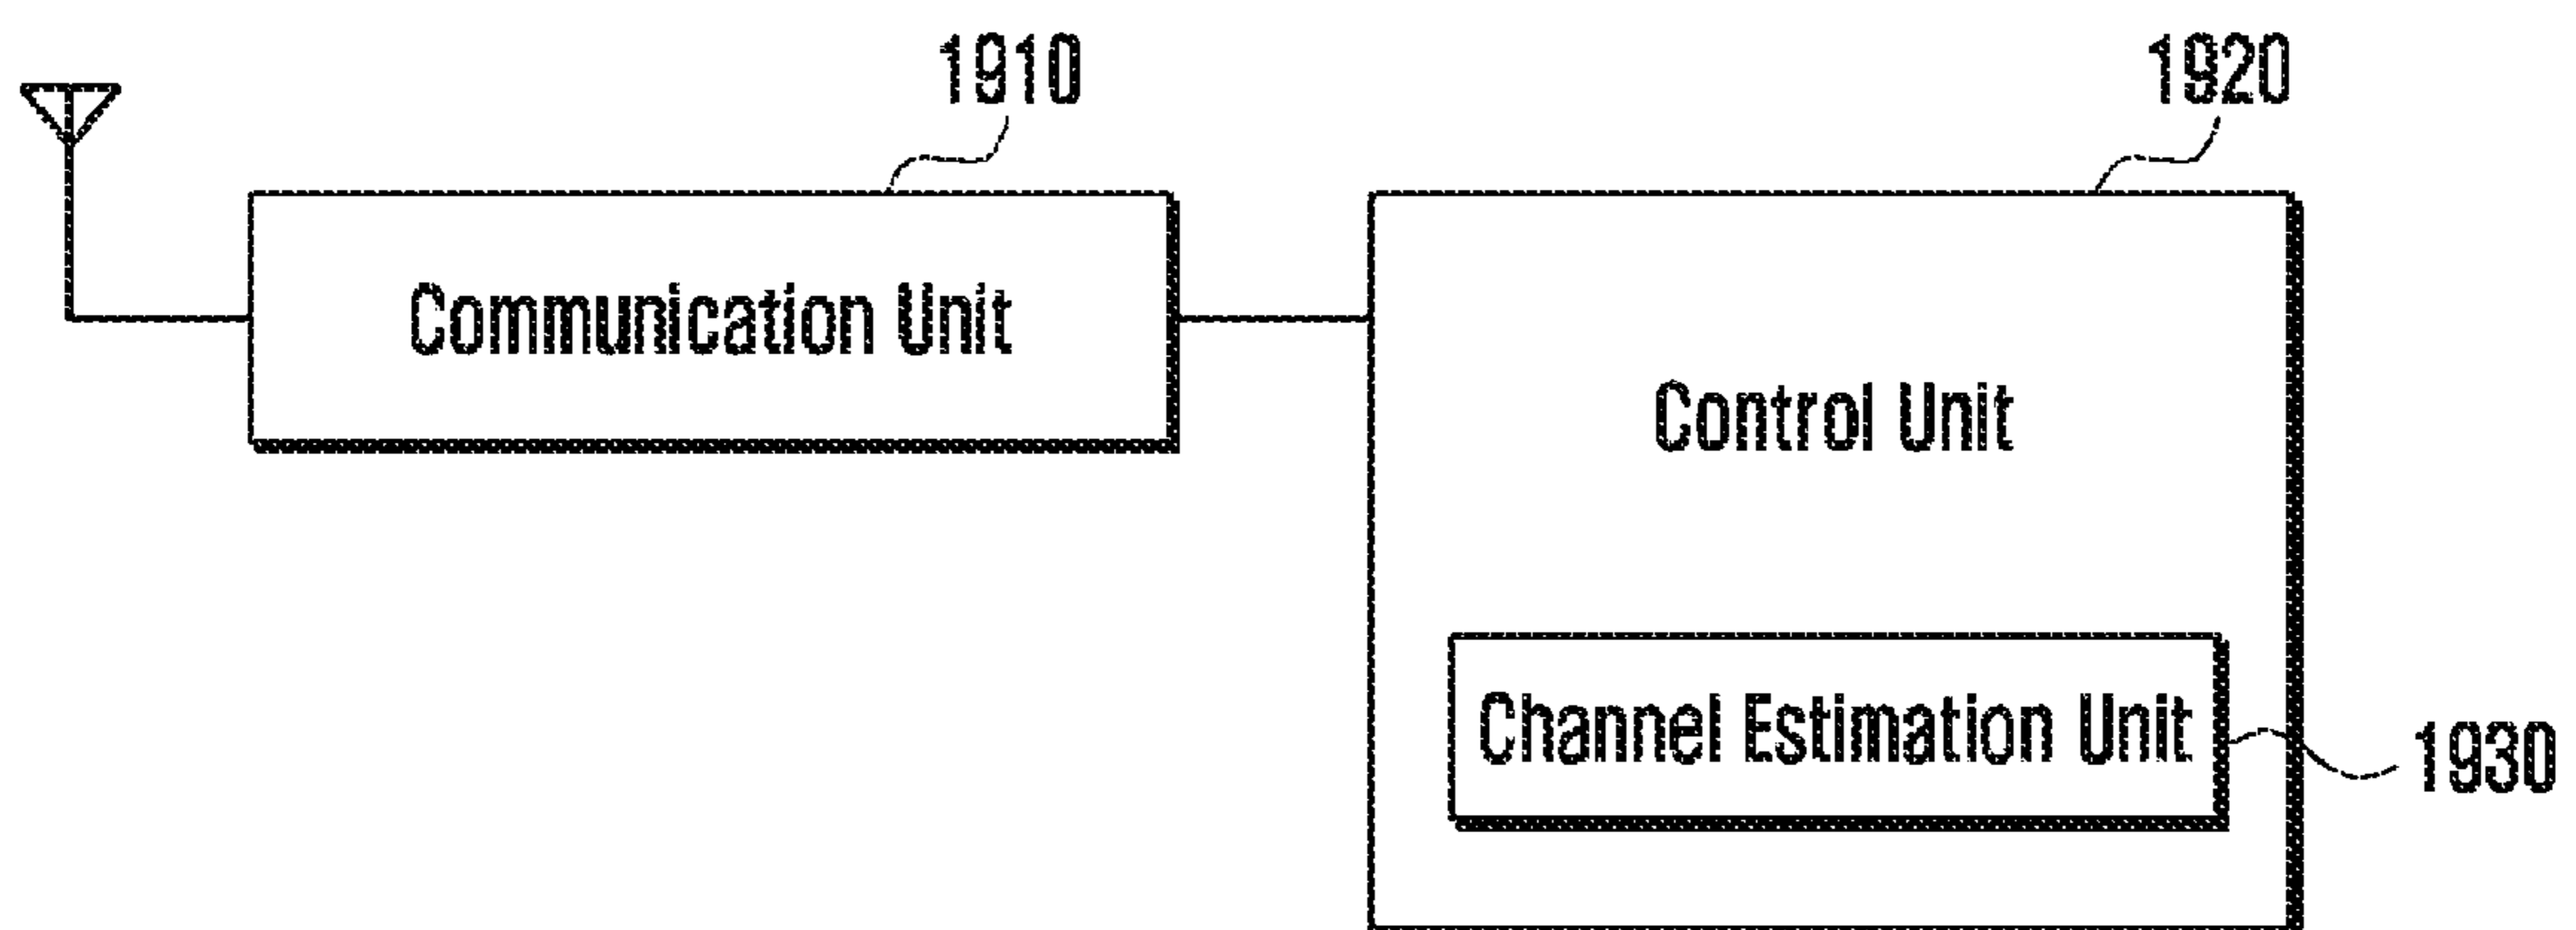 1910
1920
Communication Unit
Control Unit
Channel Estimation Unit
1930